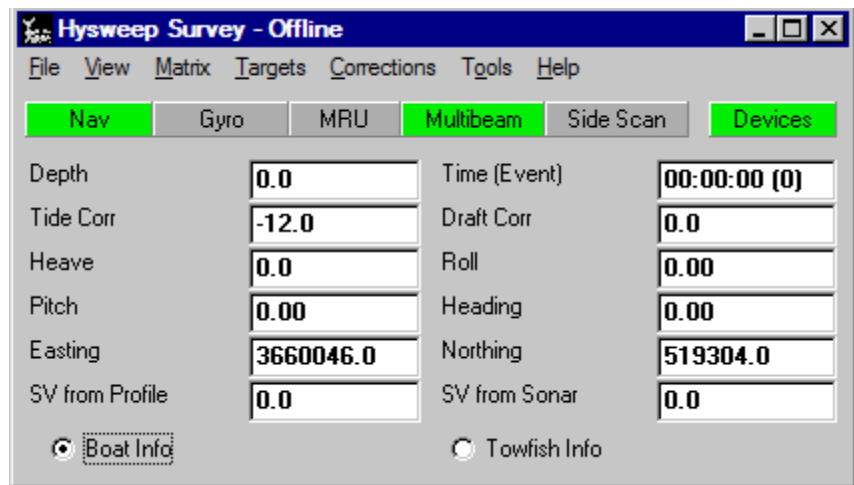 Hysweep Survey - Offline
File View Matrix Targets Corrections Tools Help
Nav Gyro MRU Multibeam Side Scan Devices
Depth 0.0 Time (Event) 00:00:00 (0)
Tide Corr -12.0 Draft Corr 0.0
Heave 0.0 Roll 0.00
Pitch 0.00 Heading 0.00
Easting 3660046.0 Northing 519304.0
SV from Profile 0.0 SV from Sonar 0.0
Boat Info Towfish Info